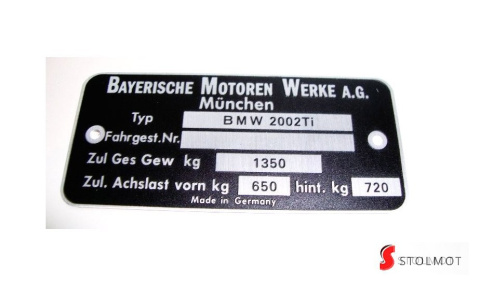 BAYERISCHE MOTOREN WERKE A.G.
München
Typ BMW 2002Ti
Fahrgest.Nr.
Zul Ges Gew kg 1350
Zul. Achslast vorn kg 650 hint. kg 720
Made in Germany
STOLMOT